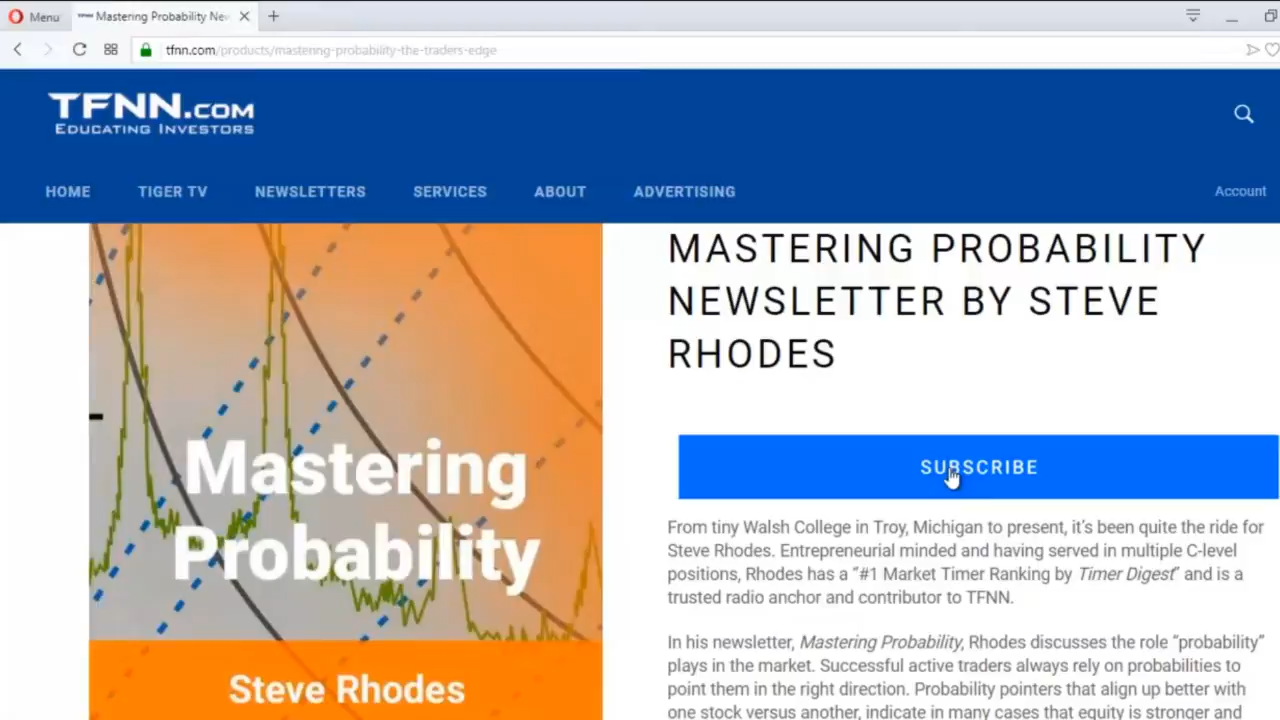 Menu
Mastering Probability New
tfnn.com/products/mastering-probability-the-traders-edge
TFNN.COM
EDUCATING INVESTORS
HOME TIGER TV NEWSLETTERS SERVICES ABOUT ADVERTISING Account
MASTERING PROBABILITY
NEWSLETTER BY STEVE
RHODES
Mastering
Probability
Steve Rhodes
SUBSCRIBE
From tiny Walsh College in Troy, Michigan to present, it's been quite the ride for
Steve Rhodes. Entrepreneurial minded and having served in multiple C-level
positions, Rhodes has a "#1 Market Timer Ranking by Timer Digest" and is a
trusted radio anchor and contributor to TFNN.
In his newsletter, Mastering Probability, Rhodes discusses the role "probability"
plays in the market. Successful active traders always rely on probabilities to
point them in the right direction. Probability pointers that align up better with
one stock versus another, indicate in many cases that equity is stronger and